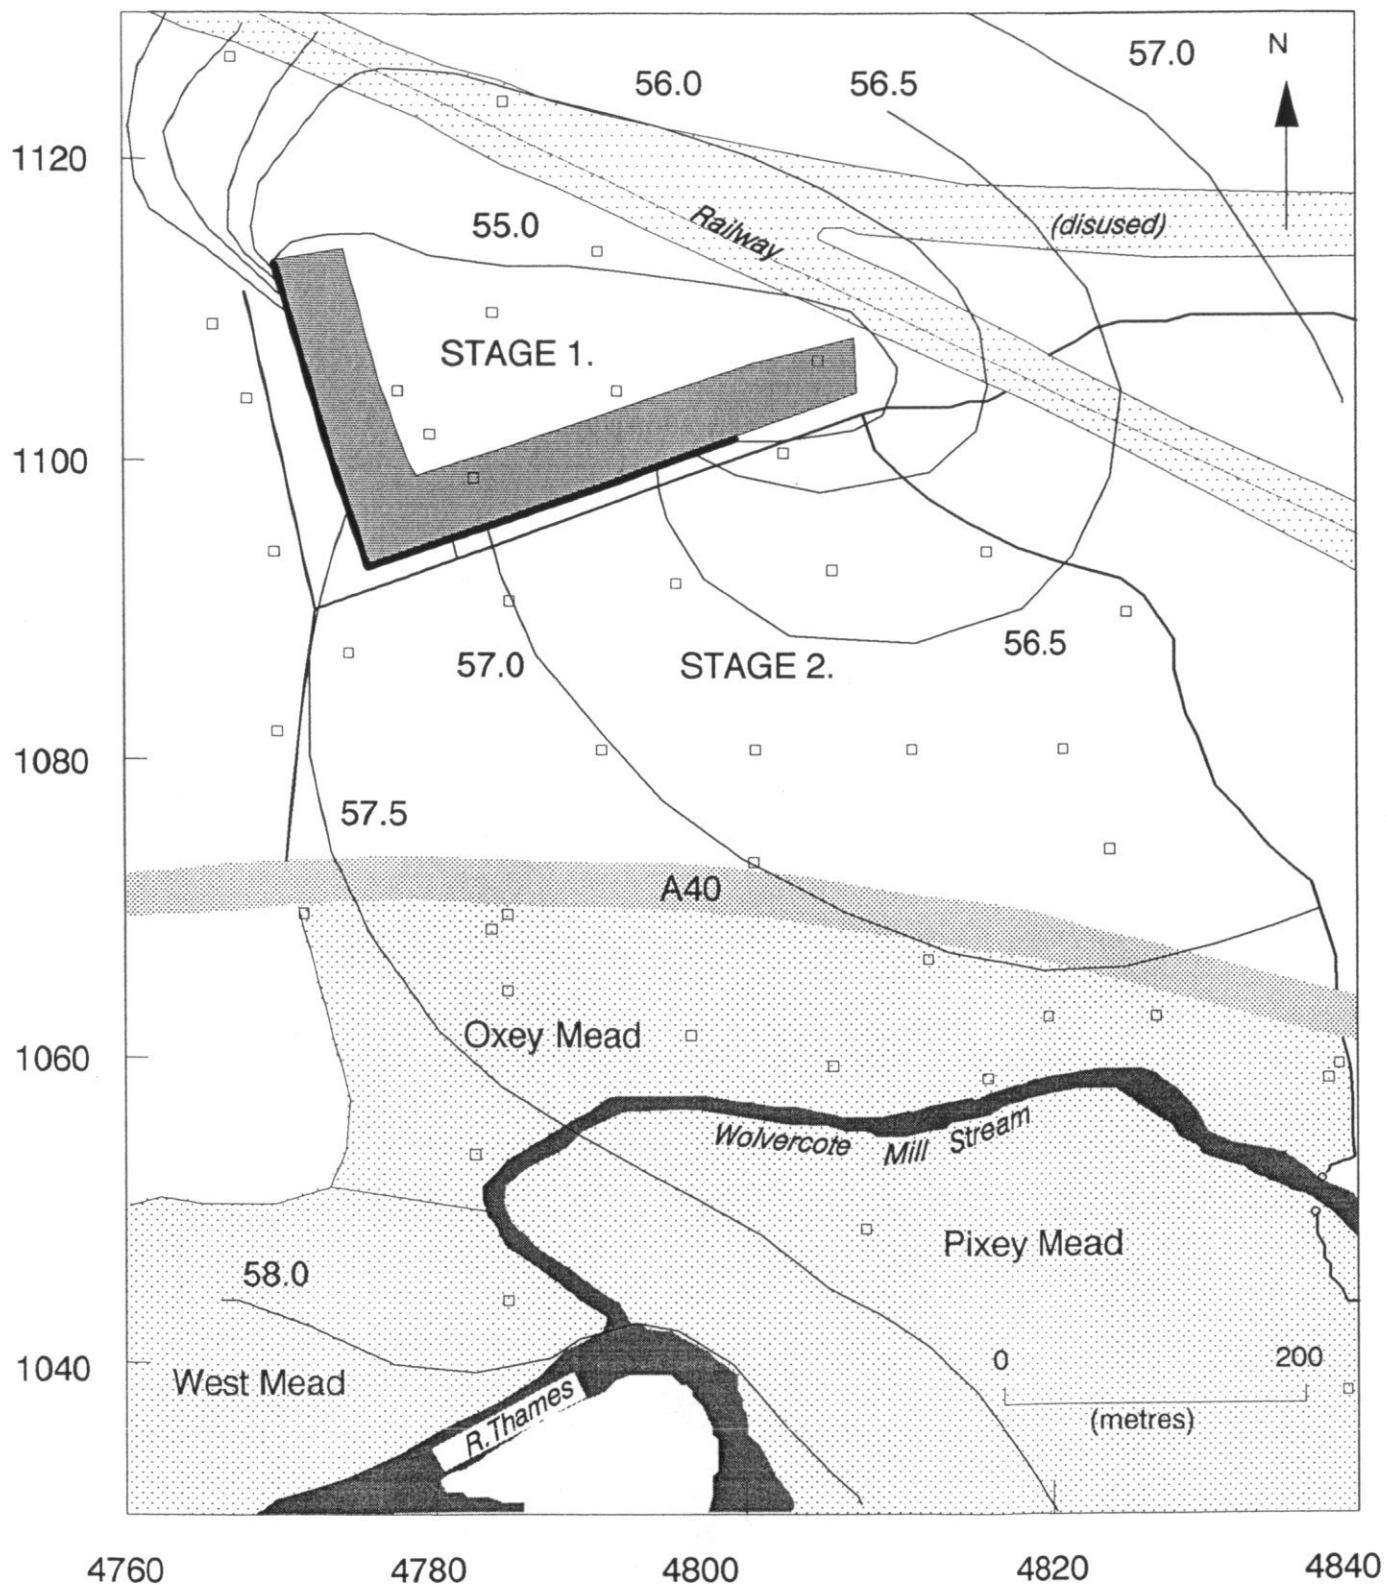 57.0
N
56.0
56.5
1120
55.0
Railway
(disused)
STAGE 1.
1100
56.5
57.0
STAGE 2.
1080
57.5
A40
Oxey Mead
1060
Wolvercote Mill Stream
Pixey Mead
58.0
0 200
1040
West Mead
R.Thames
(metres)
4760 4780 4800 4820 4840